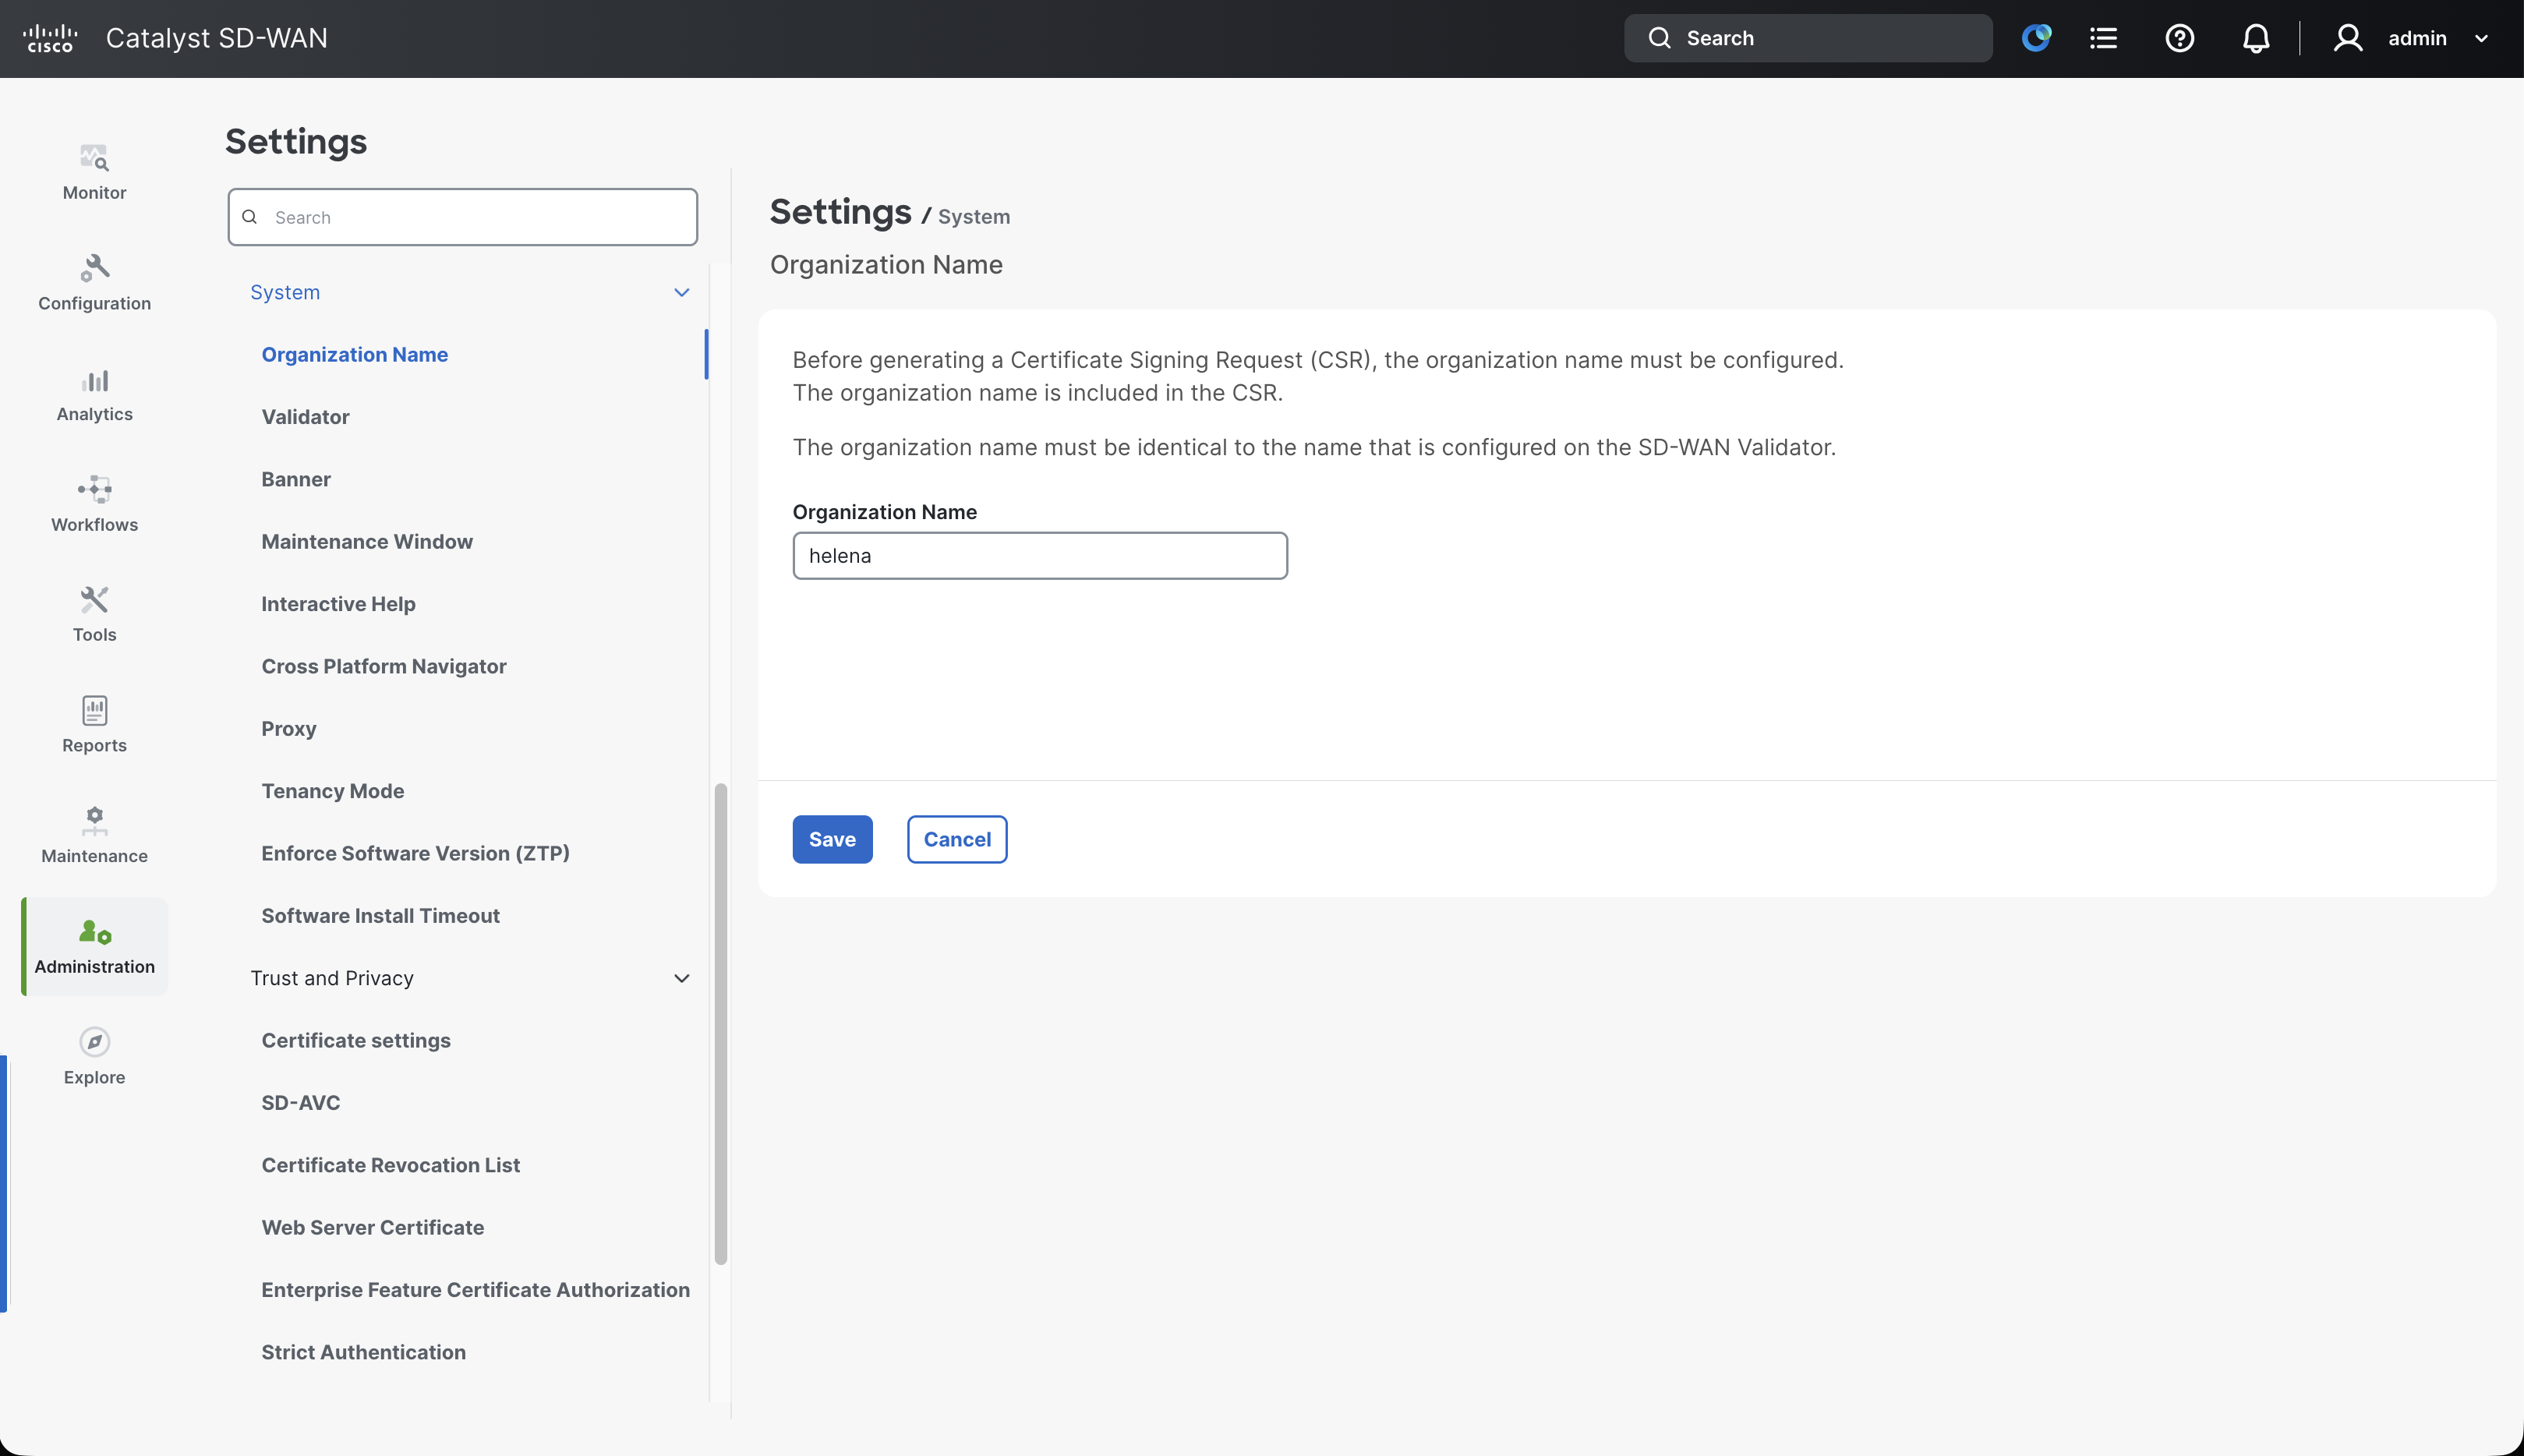 CISCO
Catalyst SD-WAN
Search
admin
Monitor
Configuration
Analytics
Workflows
Tools
Reports
Maintenance
Administration
Explore
Settings
Search
System
Organization Name
Validator
Banner
Maintenance Window
Interactive Help
Cross Platform Navigator
Proxy
Tenancy Mode
Enforce Software Version (ZTP)
Software Install Timeout
Trust and Privacy
Certificate settings
SD-AVC
Certificate Revocation List
Web Server Certificate
Enterprise Feature Certificate Authorization
Strict Authentication
Settings / System
Organization Name
Before generating a Certificate Signing Request (CSR), the organization name must be configured.
The organization name is included in the CSR.
The organization name must be identical to the name that is configured on the SD-WAN Validator.
Organization Name
helena
Save
Cancel